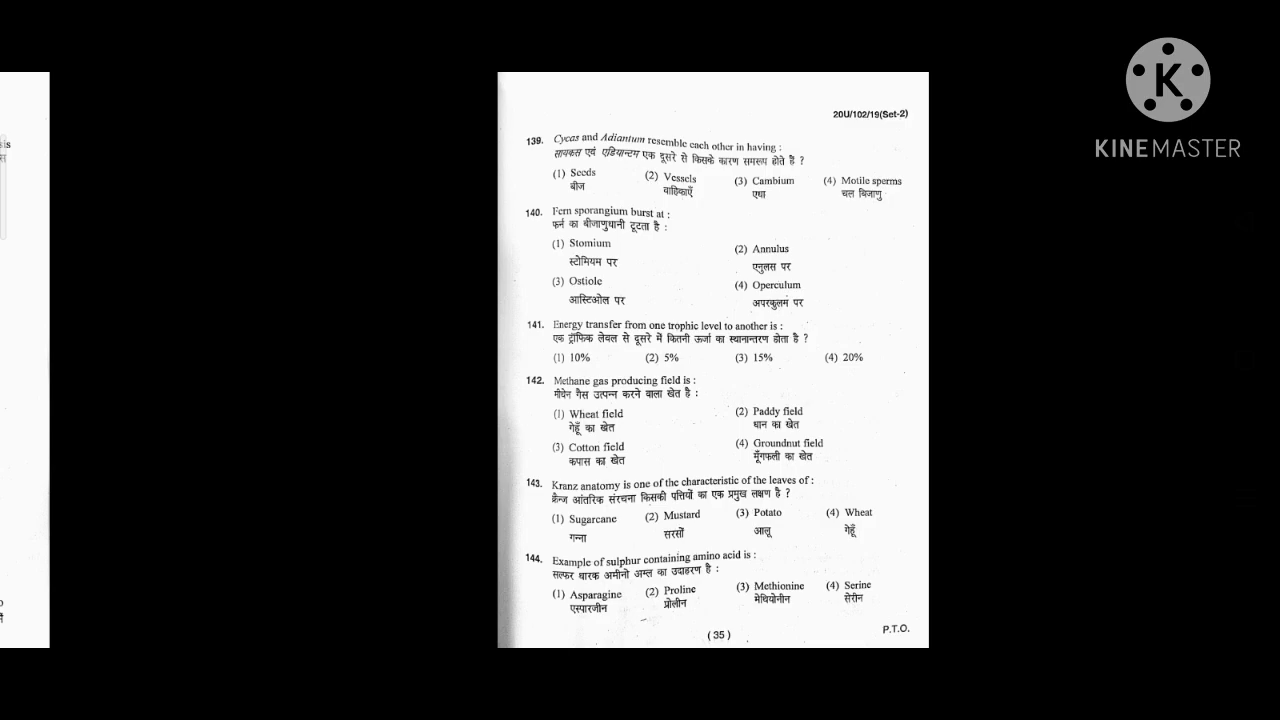 sis
स
KINEMASTER
20U/102/19(Set-2)
139. Cycas and Adiantum resemble each other in having :
सायकस एवं एडियान्टम एक दूसरे से किसके कारण समरूप होते हैं ?
(1) Seeds (2) Vessels (3) Cambium (4) Motile sperms
बीज वाहिकाएँ एधा चल बिजाणु
140. Fern sporangium burst at :
फर्न का बीजाणुधानी टूटता है :
(1) Stomium (2) Annulus
स्टोमियम पर एनुलस पर
(3) Ostiole (4) Operculum
आस्टिओल पर अपरकुलम पर
141. Energy transfer from one trophic level to another is :
एक ट्रॉफिक लेवल से दूसरे में कितनी ऊर्जा का स्थानान्तरण होता है ?
(1) 10% (2) 5% (3) 15% (4) 20%
142. Methane gas producing field is :
मीथेन गैस उत्पन्न करने वाला खेत है :
(1) Wheat field (2) Paddy field
गेहूँ का खेत धान का खेत
(3) Cotton field (4) Groundnut field
कपास का खेत मूँगफली का खेत
143. Kranz anatomy is one of the characteristic of the leaves of :
क्रैन्ज आंतरिक संरचना किसकी पत्तियों का एक प्रमुख लक्षण है ?
(1) Sugarcane (2) Mustard (3) Potato (4) Wheat
गन्ना सरसों आलू गेहूँ
144. Example of sulphur containing amino acid is :
सल्फर धारक अमीनो अम्ल का उदाहरण है :
(1) Asparagine (2) Proline (3) Methionine (4) Serine
एस्पारजीन प्रोलीन मेथियोनीन सेरीन
(35)
P.T.O.